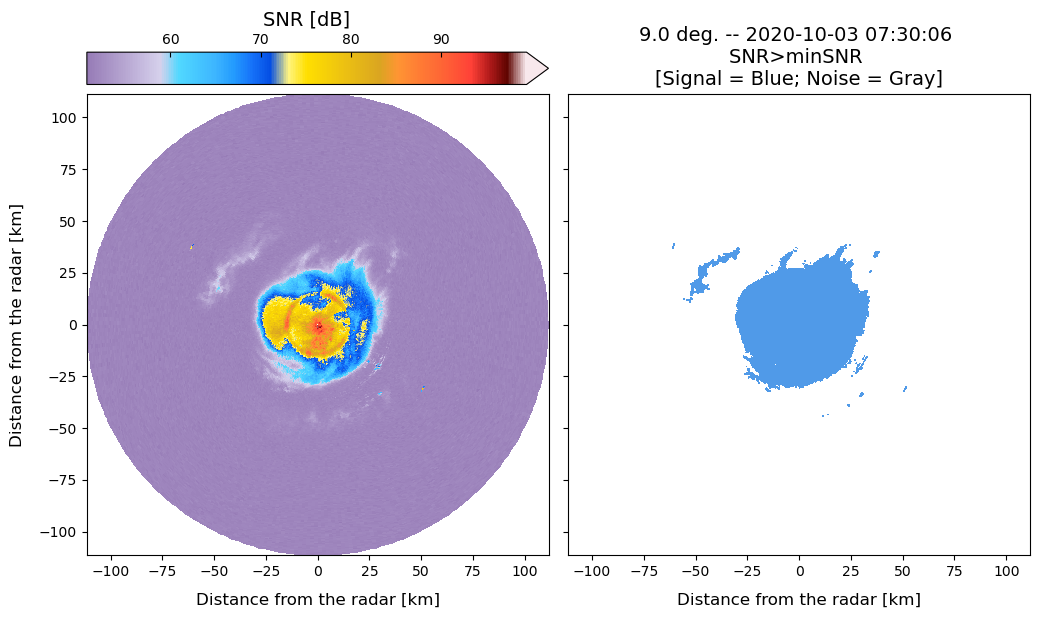 SNR [dB]
60 70 80 90
9.0 deg. -- 2020-10-03 07:30:06
SNR>minSNR
[Signal = Blue; Noise = Gray]
Distance from the radar [km]
100
75
50
25
0
−25
−50
−75
−100
−100 −75 −50 −25 0 25 50 75 100
Distance from the radar [km]
−100 −75 −50 −25 0 25 50 75 100
Distance from the radar [km]